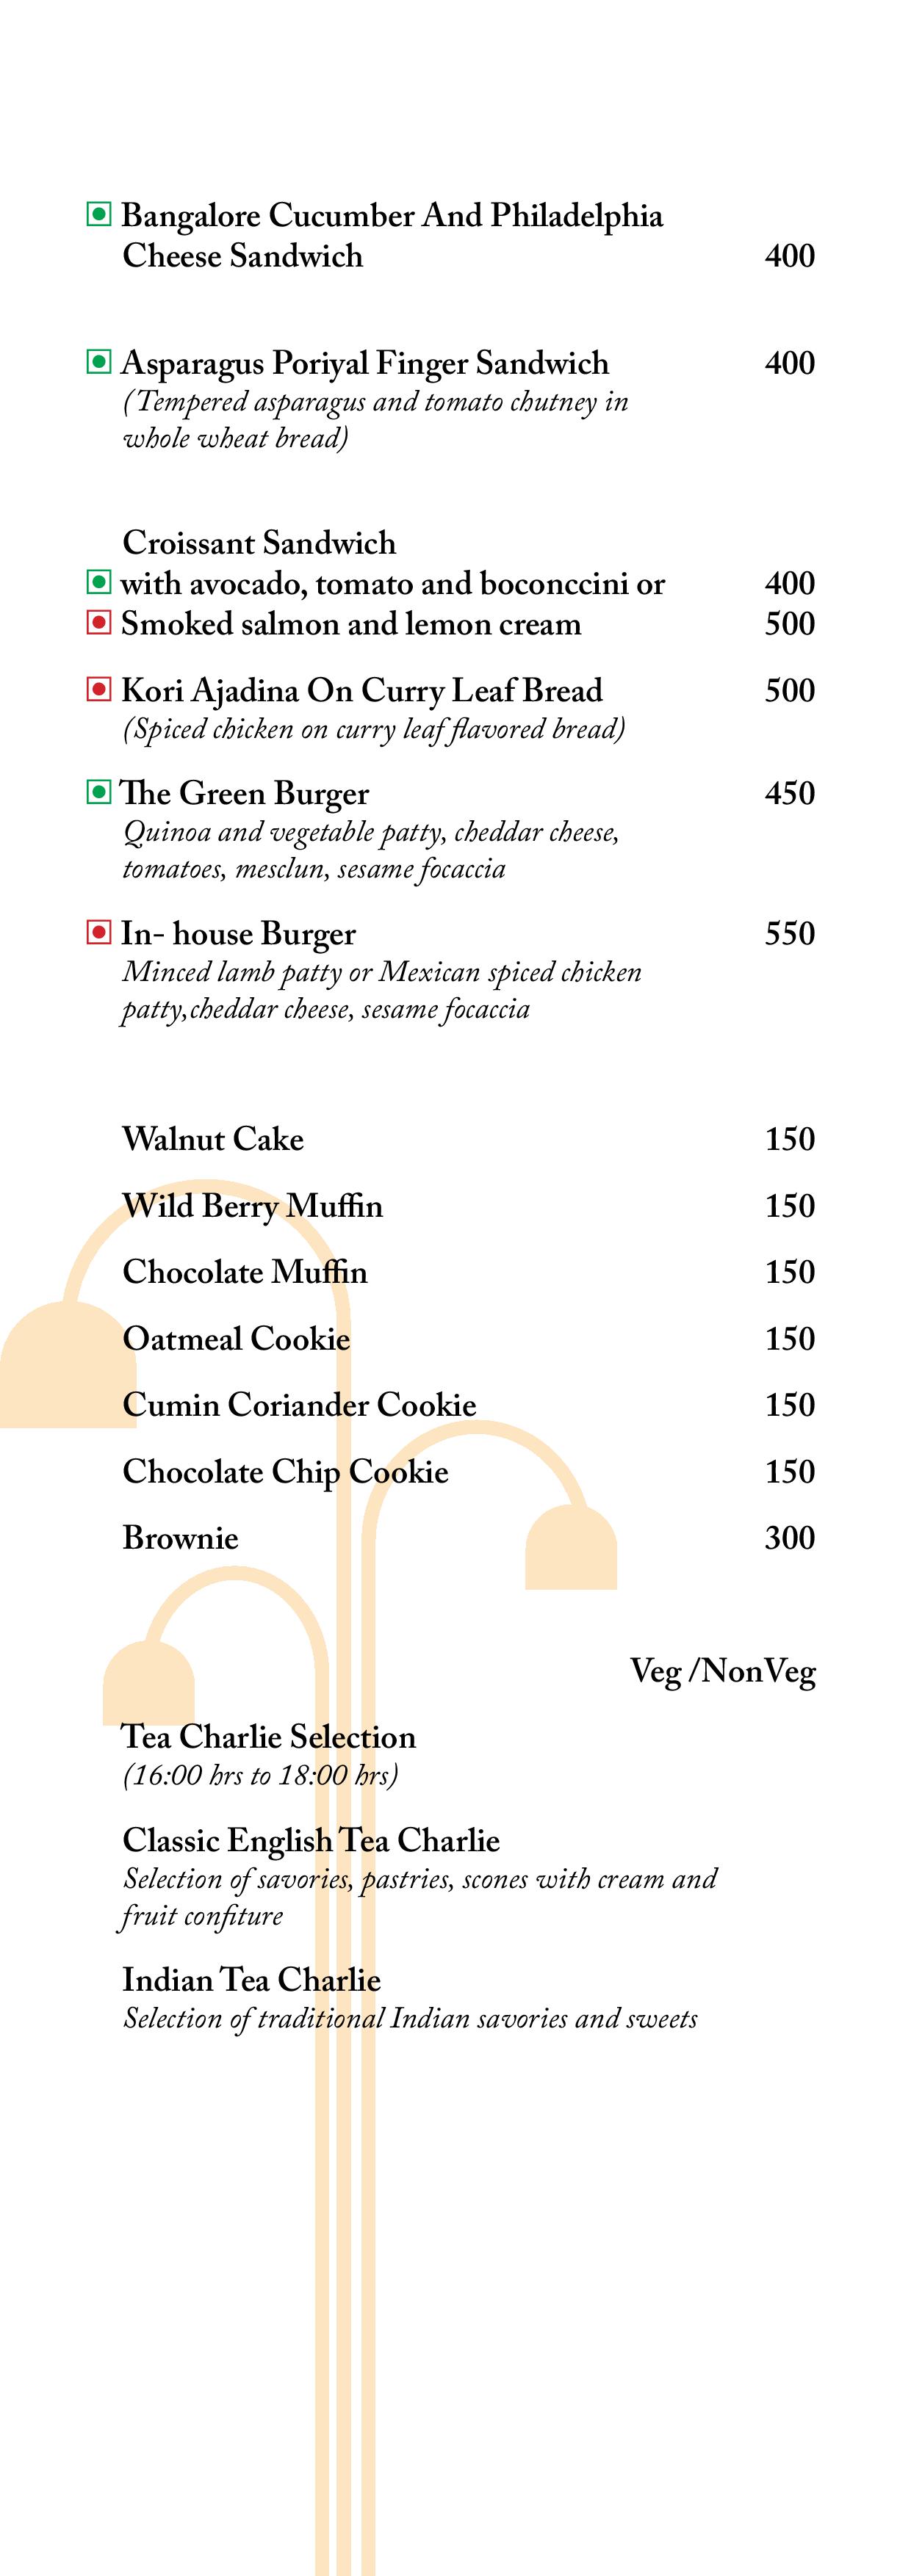 Bangalore Cucumber And Philadelphia
Cheese Sandwich 400
Asparagus Poriyal Finger Sandwich 400
(Tempered asparagus and tomato chutney in
whole wheat bread)
Croissant Sandwich
with avocado, tomato and boconccini or 400
Smoked salmon and lemon cream 500
Kori Ajadina On Curry Leaf Bread 500
(Spiced chicken on curry leaf flavored bread)
The Green Burger 450
Quinoa and vegetable patty, cheddar cheese,
tomatoes, mesclun, sesame focaccia
In- house Burger 550
Minced lamb patty or Mexican spiced chicken
patty,cheddar cheese, sesame focaccia
Walnut Cake 150
Wild Berry Muffin 150
Chocolate Muffin 150
Oatmeal Cookie 150
Cumin Coriander Cookie 150
Chocolate Chip Cookie 150
Brownie 300
Veg /NonVeg
Tea Charlie Selection
(16:00 hrs to 18:00 hrs)
Classic English Tea Charlie
Selection of savories, pastries, scones with cream and
fruit confiture
Indian Tea Charlie
Selection of traditional Indian savories and sweets